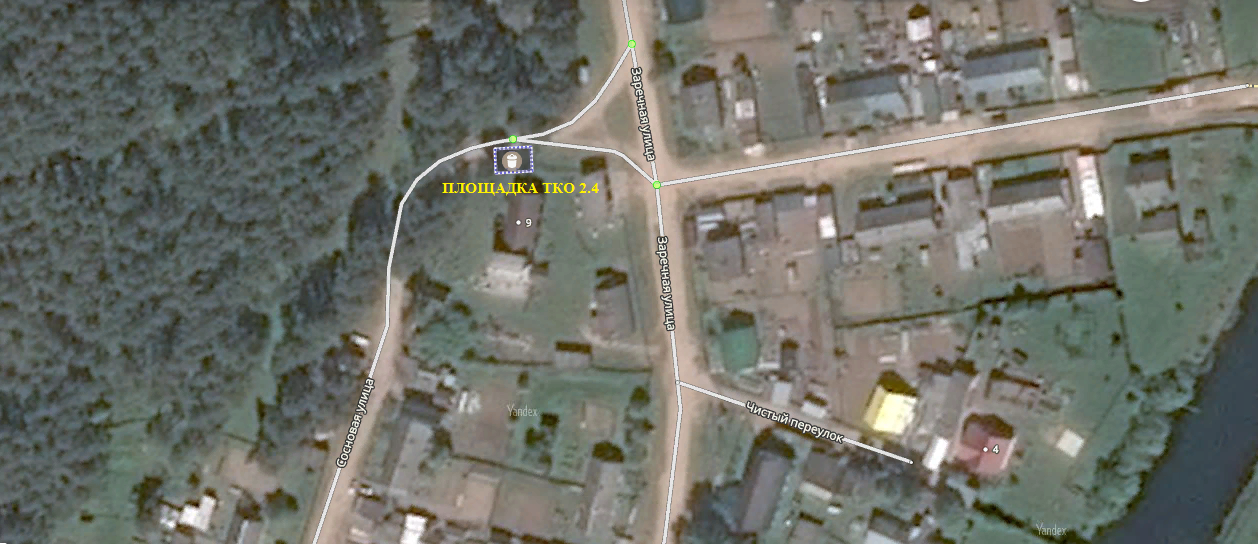 Заречная улица
ПЛОЩАДКА ТКО 2.4
9
Заречная улица
Сосновая улица
Yandex
Чистый переулок
4
Yandex